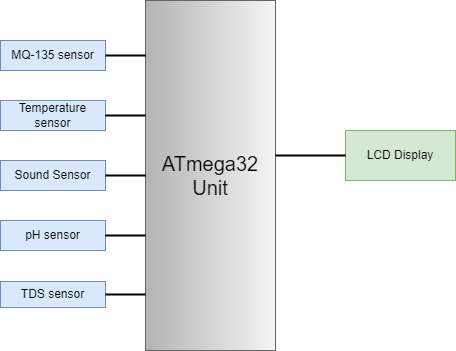 MQ-135 sensor
Temperature
sensor
Sound Sensor
pH sensor
TDS sensor
ATmega32
Unit
LCD Display